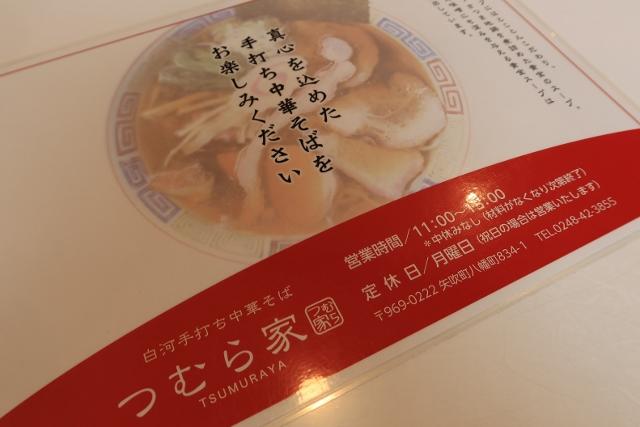 真心を込めた
手打ち中華そばを
お楽しみください
営業時間／11:00～15:00
＊中休みなし（材料がなくなり次第終了）
定休日／月曜日（祝日の場合は営業いたします）
〒969-0222 矢吹町八幡町834-1 TEL0248-42-3855
白河手打ち中華そば
つむら家
つむら家
TSUMURAYA